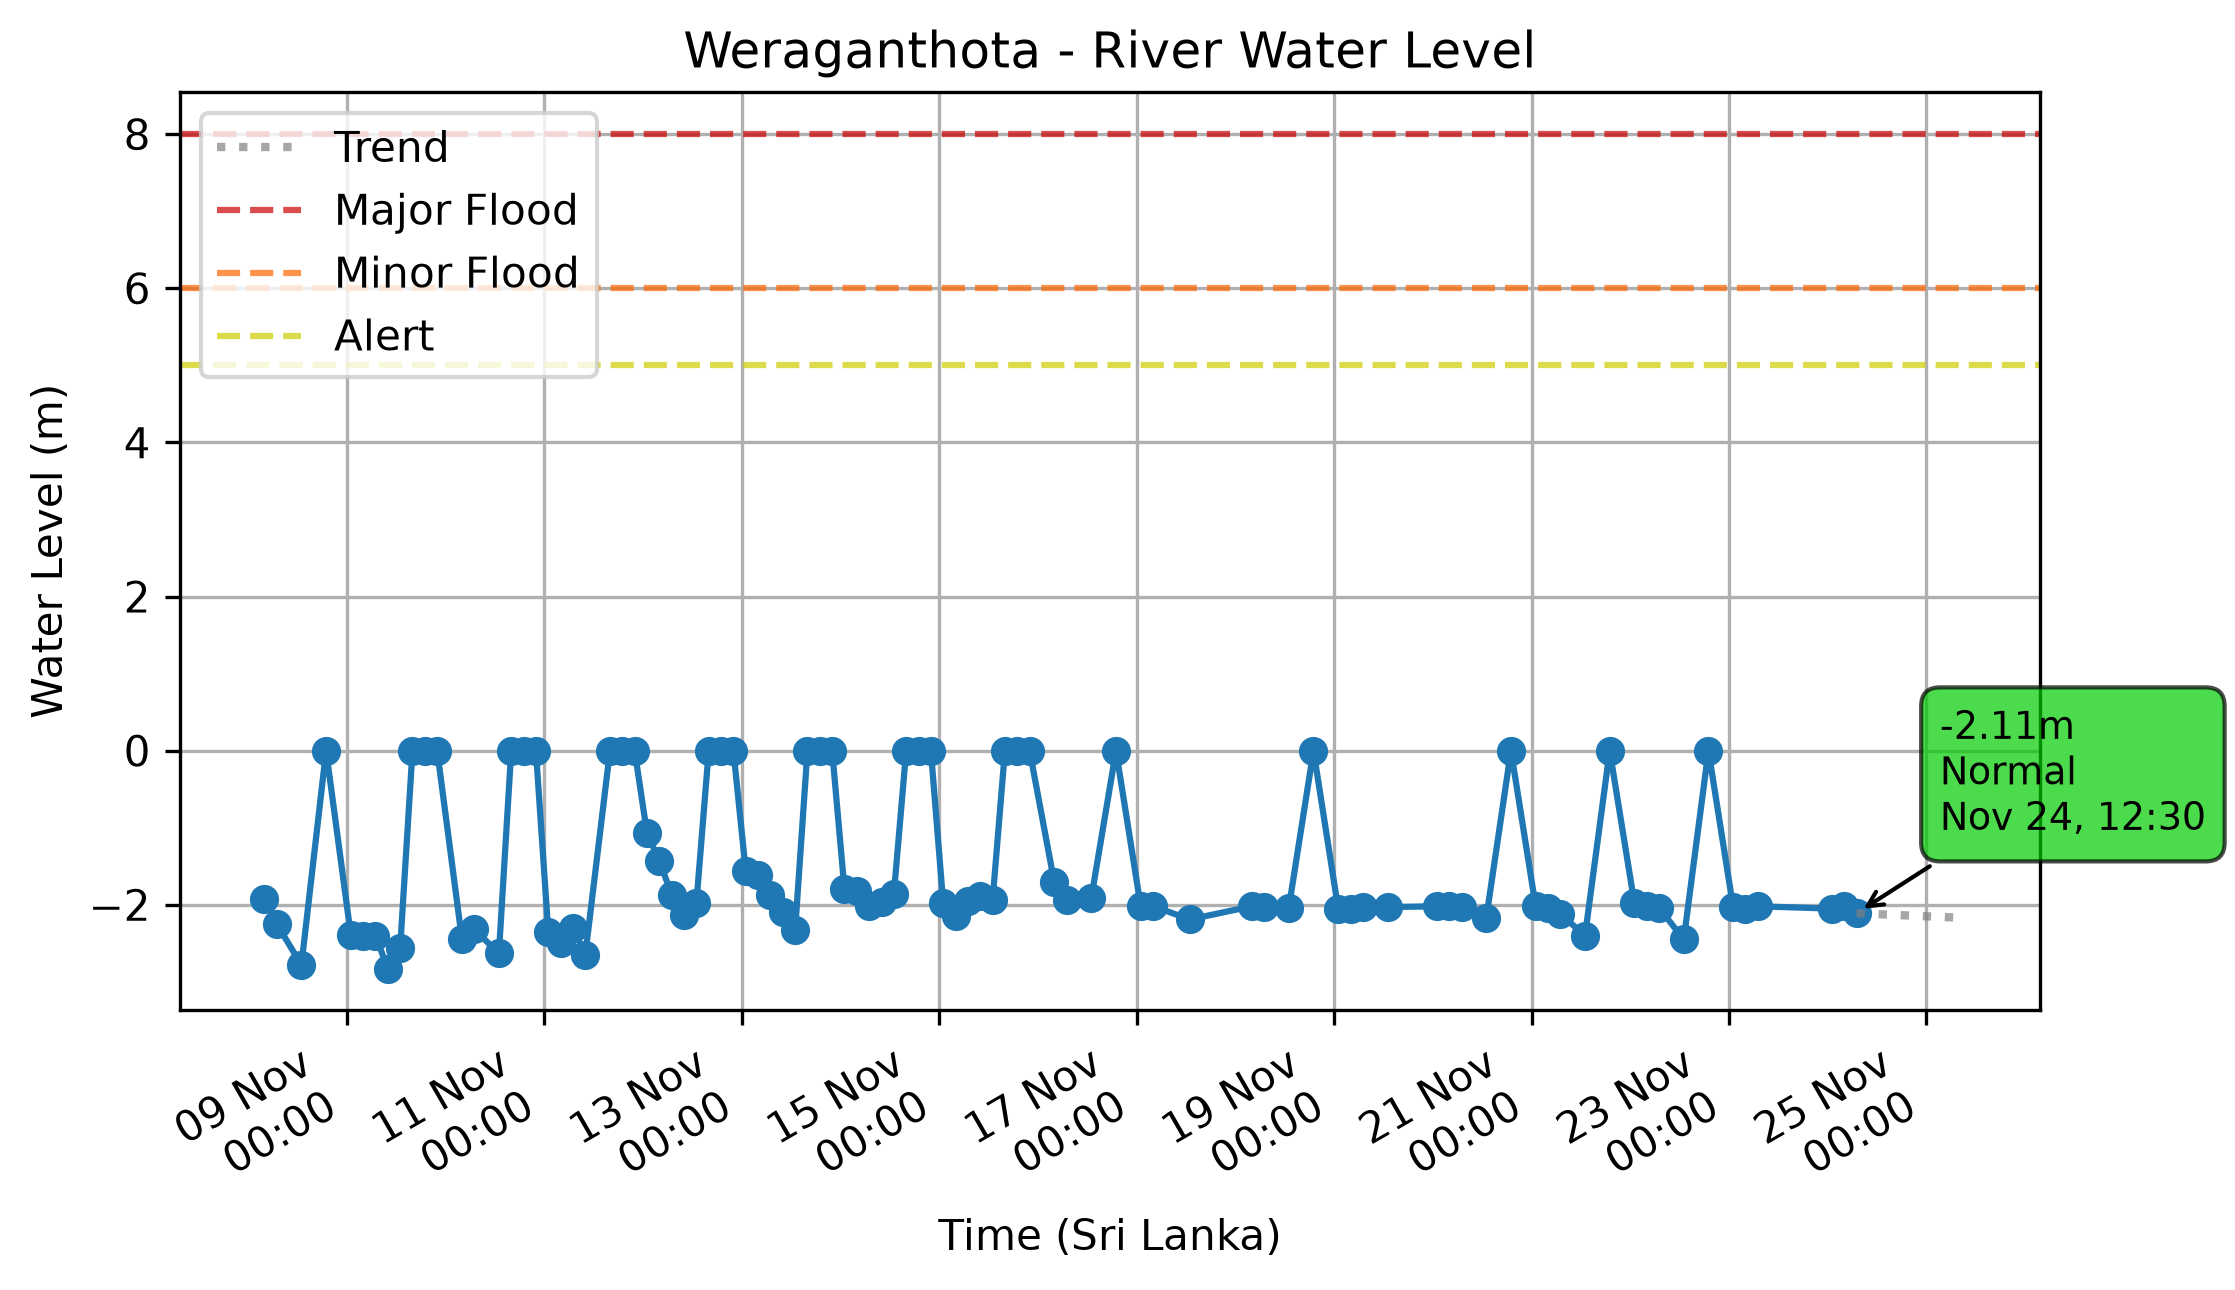 Weraganthota - River Water Level
Trend
Major Flood
Minor Flood
Alert
Water Level (m)
8
6
4
2
0
−2
-2.11m
Normal
Nov 24, 12:30
09 Nov
00:00
11 Nov
00:00
13 Nov
00:00
15 Nov
00:00
17 Nov
00:00
19 Nov
00:00
21 Nov
00:00
23 Nov
00:00
25 Nov
00:00
Time (Sri Lanka)